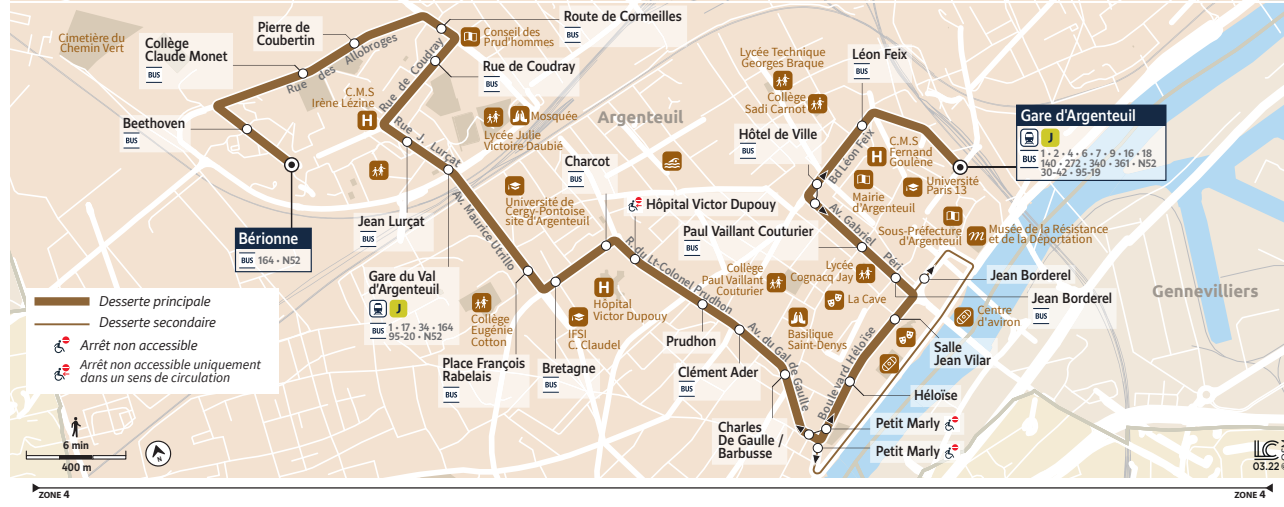 Cimetière du
Chemin Vert
Collège
Claude Monet
BUS
Pierre de
Coubertin
BUS
Route de Cormeilles
BUS
Conseil des
Prud'hommes
Rue de Coudray
BUS
Rue des Allobroges
Rue de Coudray
C.M.S
Irène Lézine
H
Beethoven
BUS
Rue J. Lurçat
Lycée Julie
Victoire Daubié
Mosquée
Argenteuil
Lycée Technique
Georges Braque
Collège
Sadi Carnot
Léon Feix
BUS
Hôtel de Ville
BUS
Bd Léon Feix
C.M.S
Fernand
Goulène
H
Gare d'Argenteuil
J
BUS 1 • 2 • 4 • 6 • 7 • 9 • 16 • 18
140 • 272 • 340 • 361 • N52
30-42 • 95-19
Université
Paris 13
Mairie
d'Argenteuil
Sous-Préfecture
d'Argenteuil
Musée de la Résistance
et de la Déportation
Charcot
BUS
Hôpital Victor Dupouy
BUS
Paul Vaillant Couturier
BUS
Av. Gabriel
Péri
Université de
Cergy-Pontoise
site d'Argenteuil
Jean Lurçat
BUS
Av. Maurice Utrillo
Bérionne
BUS 164 • N52
Gare du Val
d'Argenteuil
J
BUS 1 • 17 • 34 • 164
95-20 • N52
R. du Lt-Colonel Prudhon
Collège
Paul Vaillant
Couturier
Lycée
Cognacq Jay
La Cave
Jean Borderel
Jean Borderel
BUS
Gennevilliers
Centre
d'aviron
Hôpital
Victor Dupouy
H
Collège
Eugénie
Cotton
IFSI
C. Claudel
Basilique
Saint-Denys
Salle
Jean Vilar
Prudhon
Av. du Gal de Gaulle
Boulevard Héloïse
Place François
Rabelais
BUS
Bretagne
BUS
Clément Ader
BUS
Héloïse
Charles
De Gaulle /
Barbusse
Petit Marly
Petit Marly
Desserte principale
Desserte secondaire
Arrêt non accessible
Arrêt non accessible uniquement
dans un sens de circulation
6 min
400 m
N
LC
03.22
ZONE 4
ZONE 4